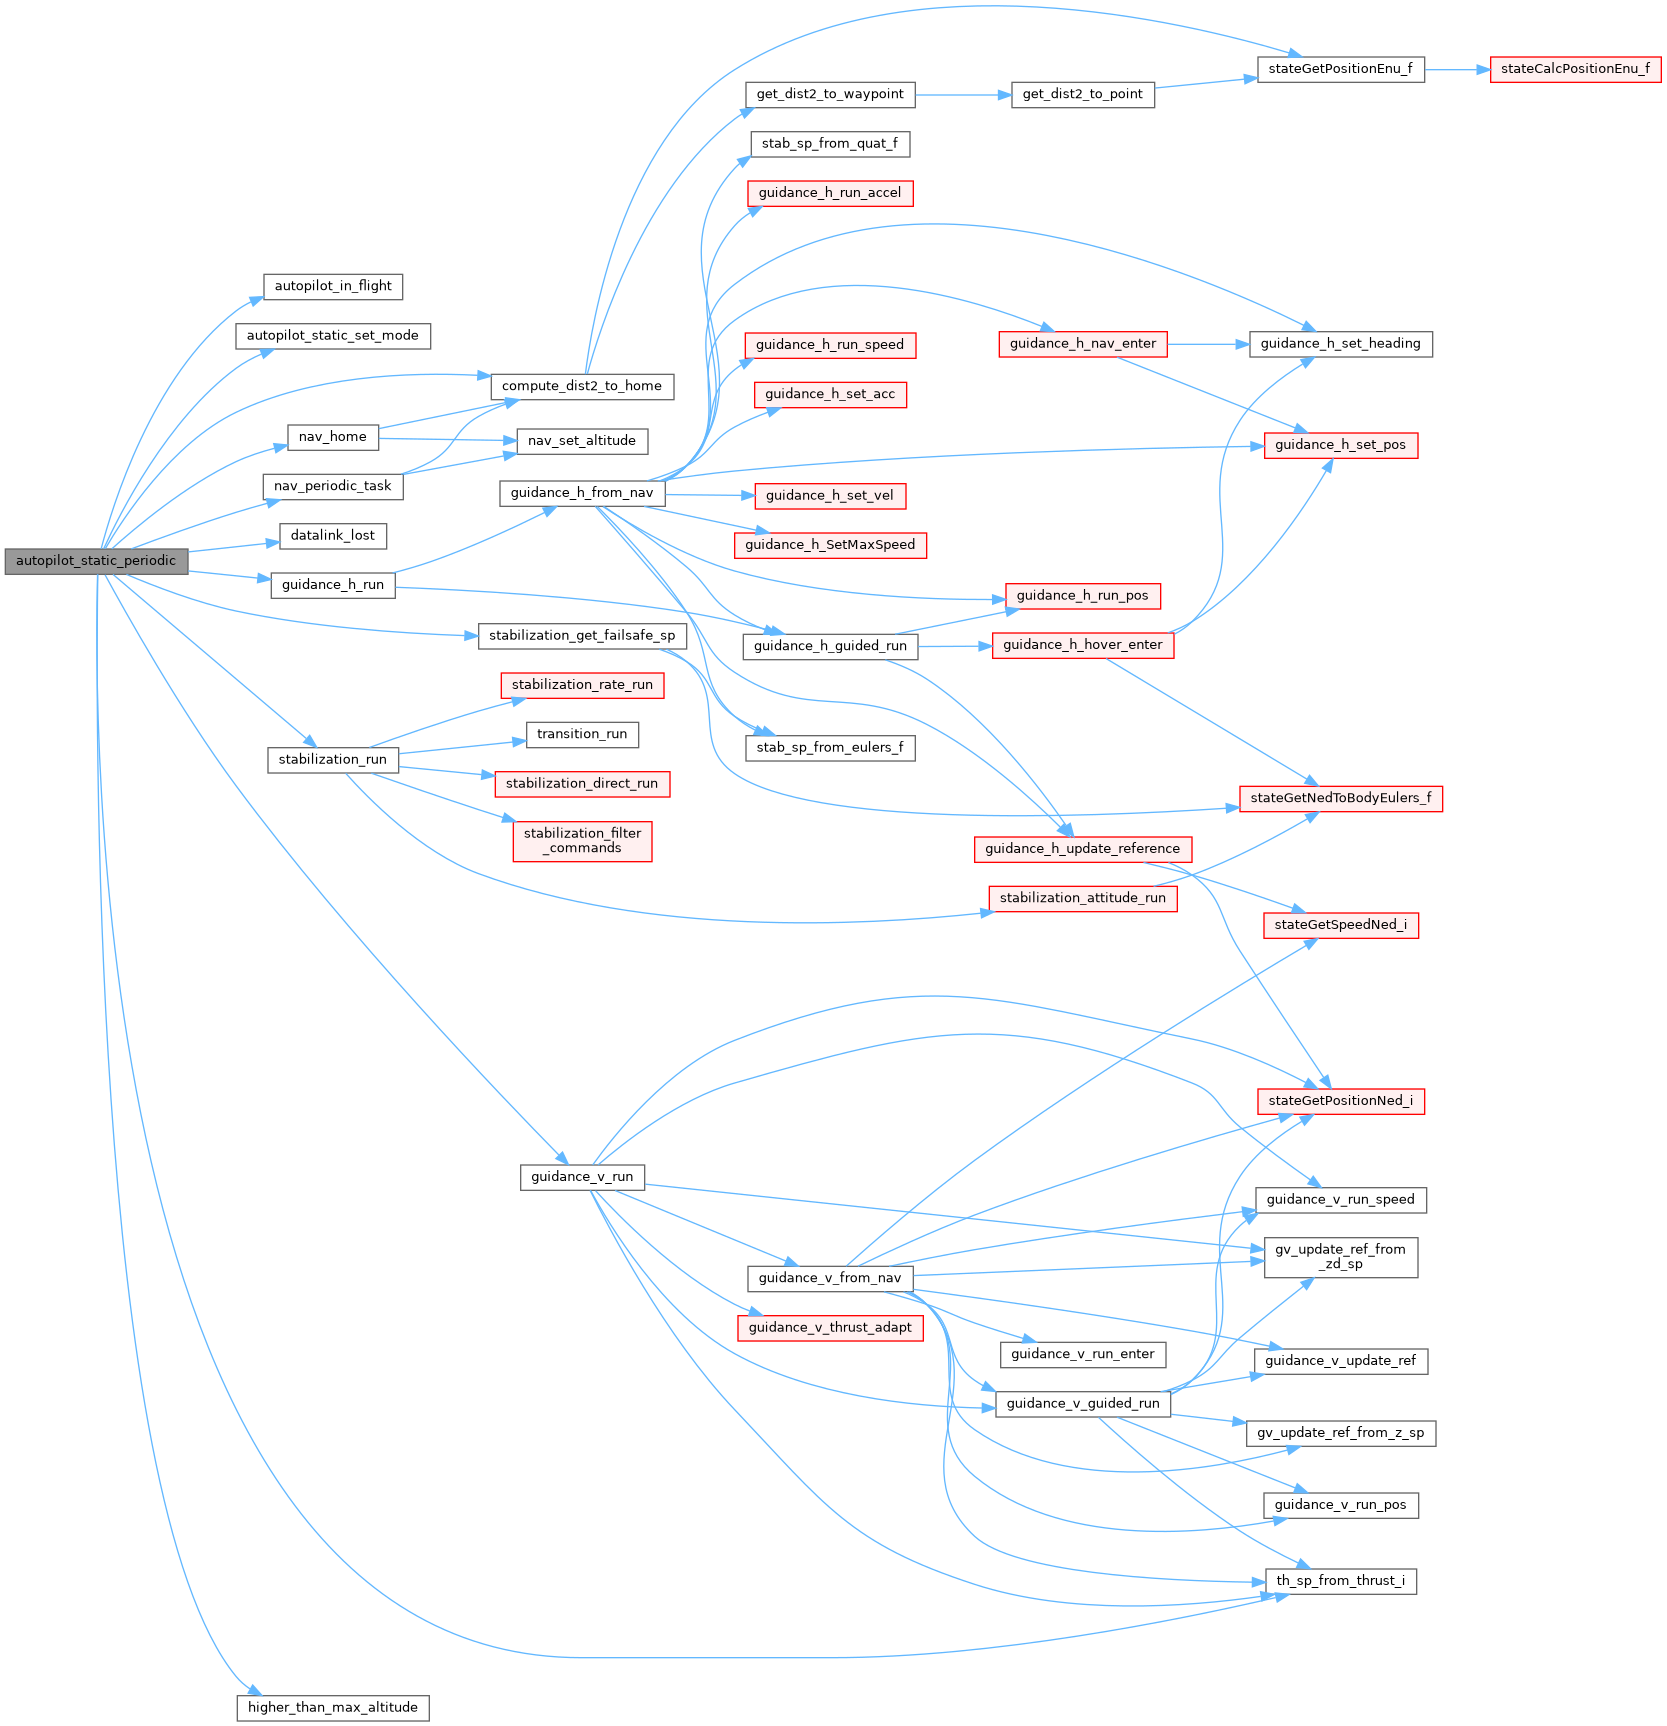 stateGetPositionEnu_f
stateCalcPositionEnu_f
get_dist2_to_waypoint
get_dist2_to_point
stab_sp_from_quat_f
guidance_h_run_accel
autopilot_in_flight
autopilot_static_set_mode
guidance_h_run_speed
guidance_h_nav_enter
guidance_h_set_heading
compute_dist2_to_home
guidance_h_set_acc
nav_home
nav_set_altitude
guidance_h_set_pos
nav_periodic_task
guidance_h_from_nav
guidance_h_set_vel
datalink_lost
guidance_h_SetMaxSpeed
autopilot_static_periodic
guidance_h_run
guidance_h_run_pos
stabilization_get_failsafe_sp
guidance_h_guided_run
guidance_h_hover_enter
stabilization_rate_run
transition_run
stab_sp_from_eulers_f
stabilization_run
stabilization_direct_run
stateGetNedToBodyEulers_f
stabilization_filter
_commands
guidance_h_update_reference
stabilization_attitude_run
stateGetSpeedNed_i
stateGetPositionNed_i
guidance_v_run
guidance_v_run_speed
gv_update_ref_from
_zd_sp
guidance_v_from_nav
guidance_v_thrust_adapt
guidance_v_run_enter
guidance_v_update_ref
guidance_v_guided_run
gv_update_ref_from_z_sp
guidance_v_run_pos
th_sp_from_thrust_i
higher_than_max_altitude